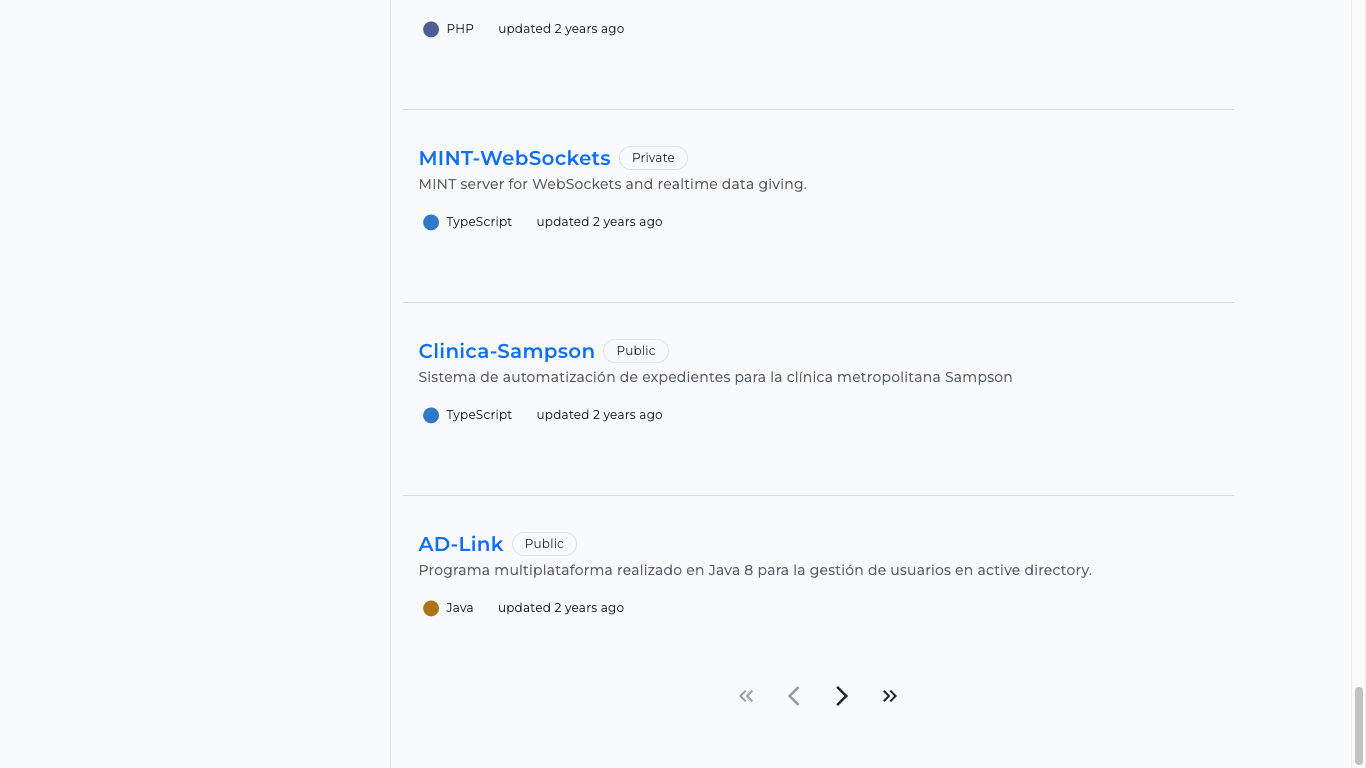 PHP updated 2 years ago
MINT-WebSockets Private
MINT server for WebSockets and realtime data giving.
TypeScript updated 2 years ago
Clinica-Sampson Public
Sistema de automatización de expedientes para la clínica metropolitana Sampson
TypeScript updated 2 years ago
AD-Link Public
Programa multiplataforma realizado en Java 8 para la gestión de usuarios en active directory.
Java updated 2 years ago